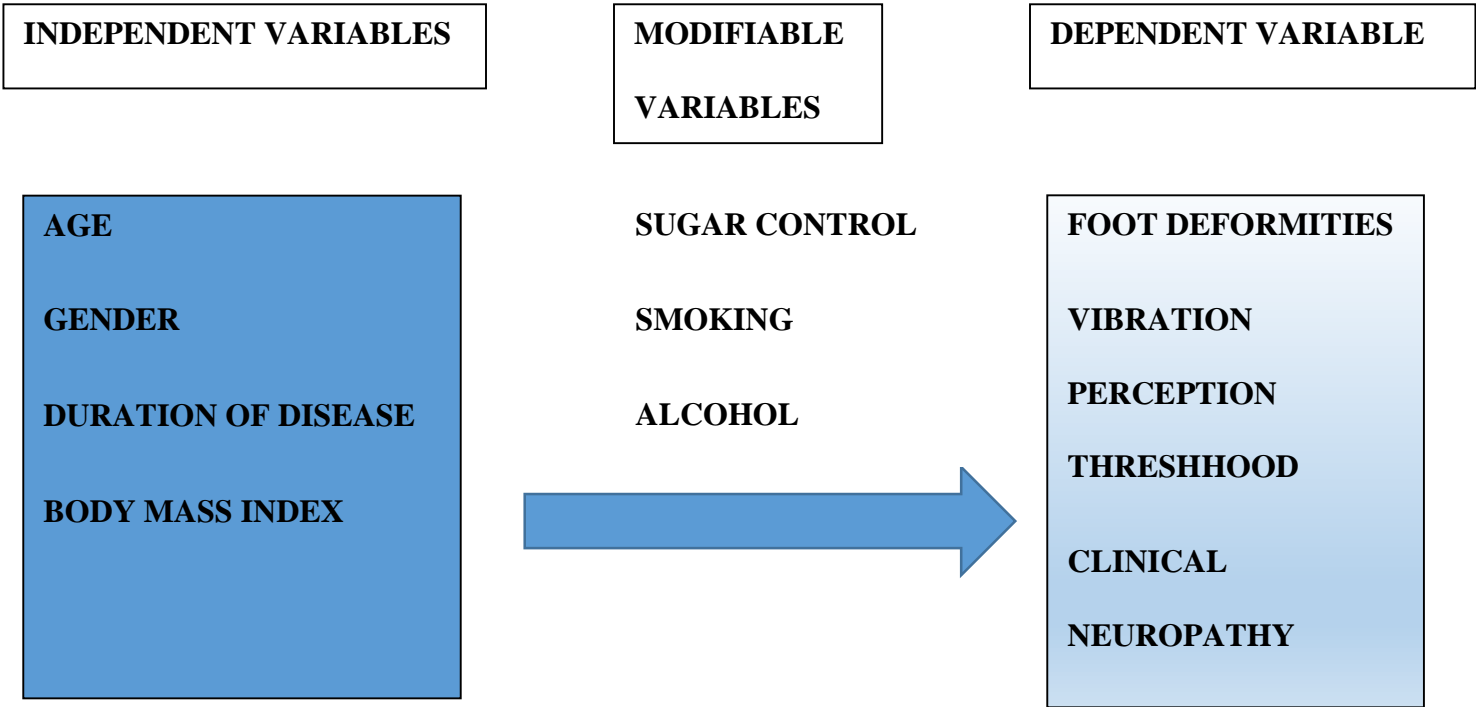 INDEPENDENT VARIABLES
MODIFIABLE
VARIABLES
DEPENDENT VARIABLE
AGE
GENDER
DURATION OF DISEASE
BODY MASS INDEX
SUGAR CONTROL
SMOKING
ALCOHOL
FOOT DEFORMITIES
VIBRATION
PERCEPTION
THRESHHOOD
CLINICAL
NEUROPATHY